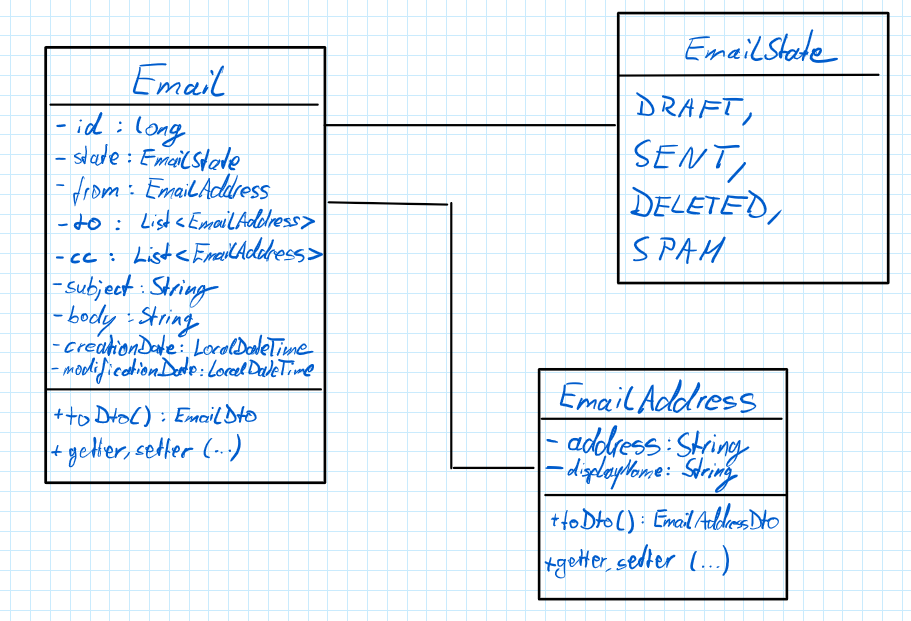 Email
- id : long
- state : EmailState
- from : EmailAddress
- to : List<EmailAddress>
- cc : List<EmailAddress>
- subject : String
- body : String
- creationDate : LocalDateTime
- modificationDate : LocalDateTime
+ toDto() : EmailDto
+ getter, setter (...)
EmailState
DRAFT,
SENT,
DELETED,
SPAM
EmailAddress
- address : String
- displayName : String
+ toDto() : EmailAddressDto
+ getter, setter (...)